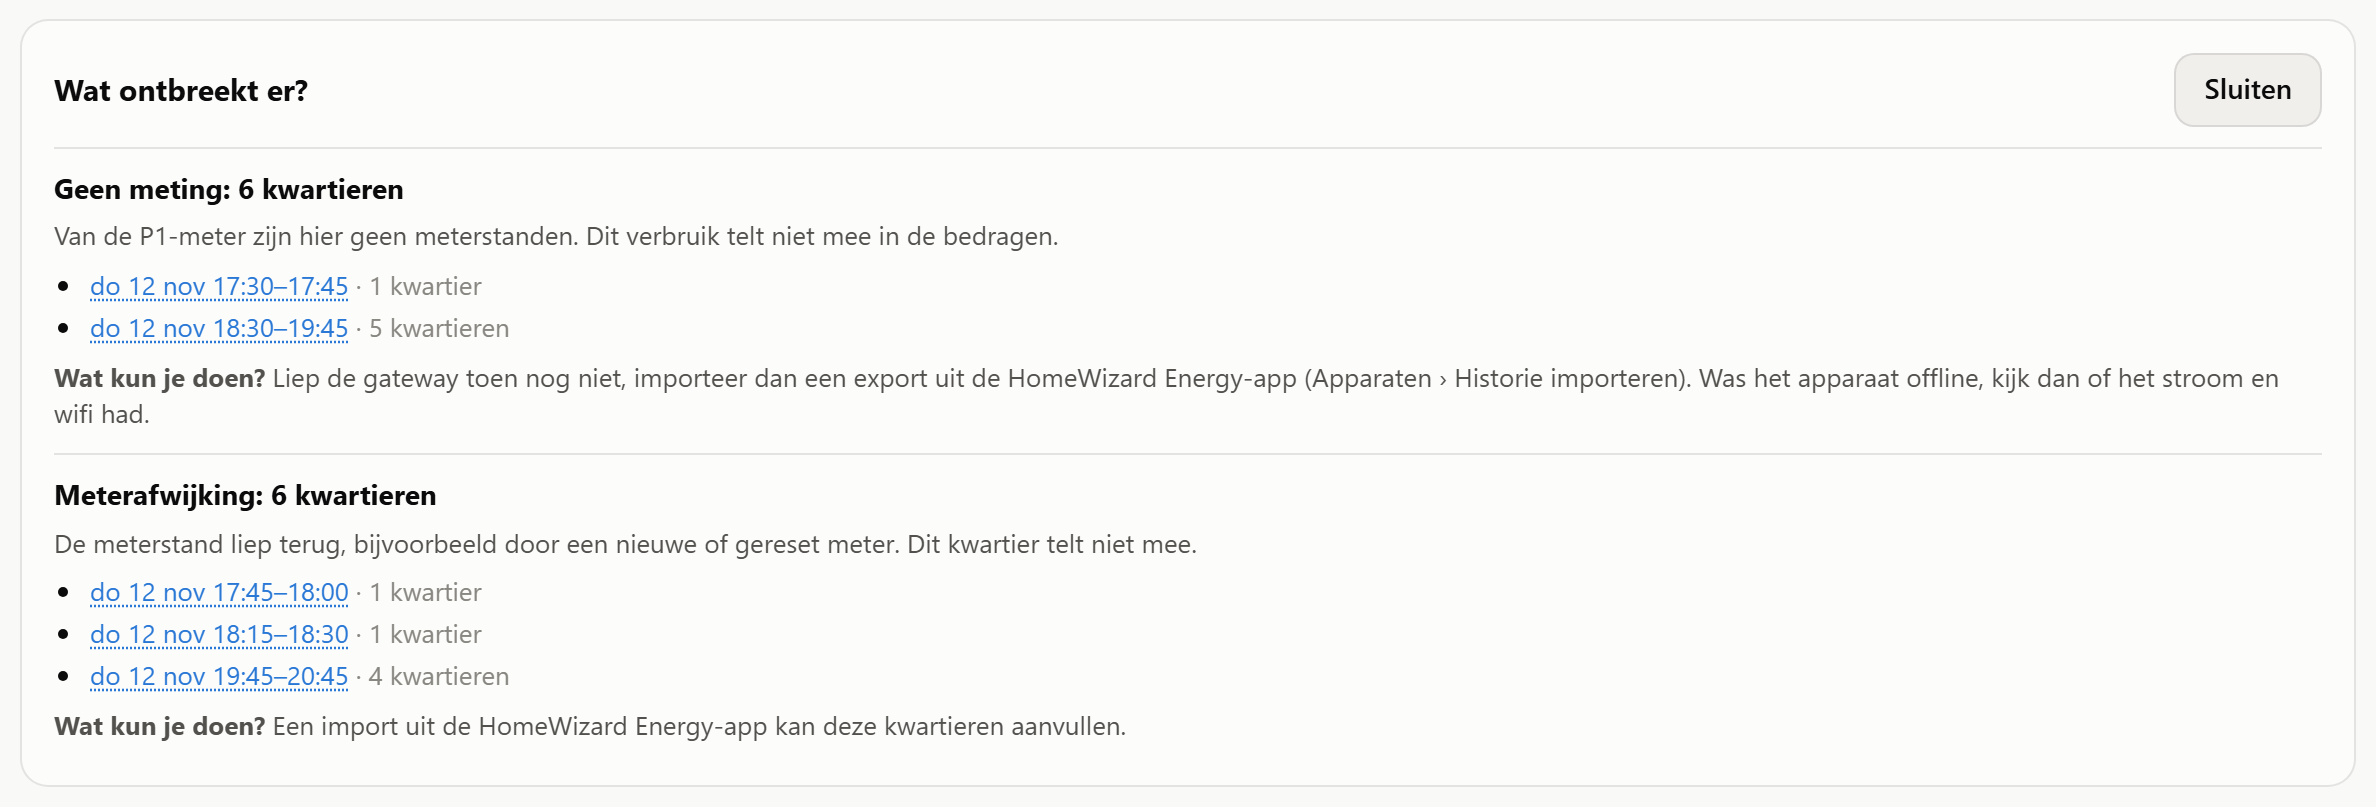 Wat ontbreekt er?
Sluiten
Geen meting: 6 kwartieren
Van de P1-meter zijn hier geen meterstanden. Dit verbruik telt niet mee in de bedragen.
• do 12 nov 17:30–17:45 · 1 kwartier
• do 12 nov 18:30–19:45 · 5 kwartieren
Wat kun je doen? Liep de gateway toen nog niet, importeer dan een export uit de HomeWizard Energy-app (Apparaten › Historie importeren). Was het apparaat offline, kijk dan of het stroom en
wifi had.
Meterafwijking: 6 kwartieren
De meterstand liep terug, bijvoorbeeld door een nieuwe of gereset meter. Dit kwartier telt niet mee.
• do 12 nov 17:45–18:00 · 1 kwartier
• do 12 nov 18:15–18:30 · 1 kwartier
• do 12 nov 19:45–20:45 · 4 kwartieren
Wat kun je doen? Een import uit de HomeWizard Energy-app kan deze kwartieren aanvullen.